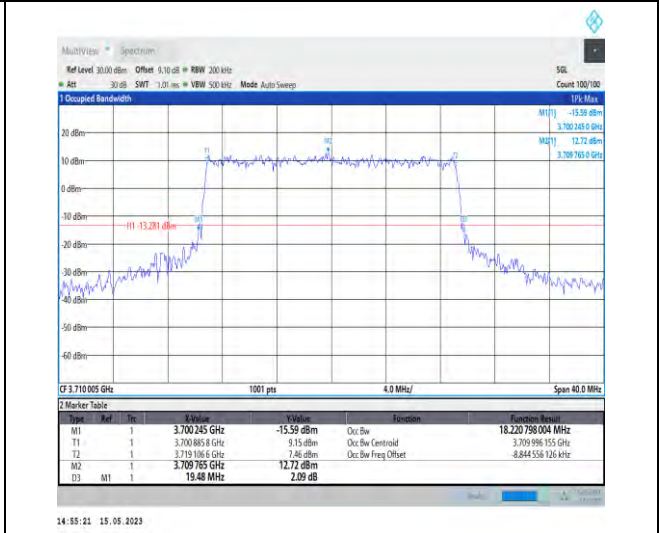 MultiView Spectrum
Ref Level 30.00 dBm Offset 9.10 dB RBW 200 kHz SGL
Att 30 dB SWT 1.01 ms VBW 500 kHz Mode Auto Sweep Count 100/100
1 Occupied Bandwidth 1Pk Max
M1[1] -15.59 dBm
3.700 245 0 GHz
M2[1] 12.72 dBm
3.709 765 0 GHz
20 dBm
M2
T1
T2
10 dBm
0 dBm
-10 dBm
M1
D3
H1 -13.281 dBm
-20 dBm
-30 dBm
-40 dBm
-50 dBm
-60 dBm
CF 3.710 005 GHz 1001 pts 4.0 MHz/ Span 40.0 MHz
2 Marker Table
Type Ref Trc X-Value Y-Value Function Function Result
M1 1 3.700 245 GHz -15.59 dBm Occ Bw 18.220 798 004 MHz
T1 1 3.700 885 8 GHz 9.15 dBm Occ Bw Centroid 3.709 996 155 GHz
T2 1 3.719 106 6 GHz 7.46 dBm Occ Bw Freq Offset -8.844 556 126 kHz
M2 1 3.709 765 GHz 12.72 dBm
D3 M1 1 19.48 MHz 2.09 dB
14:55:21 15.05.2023